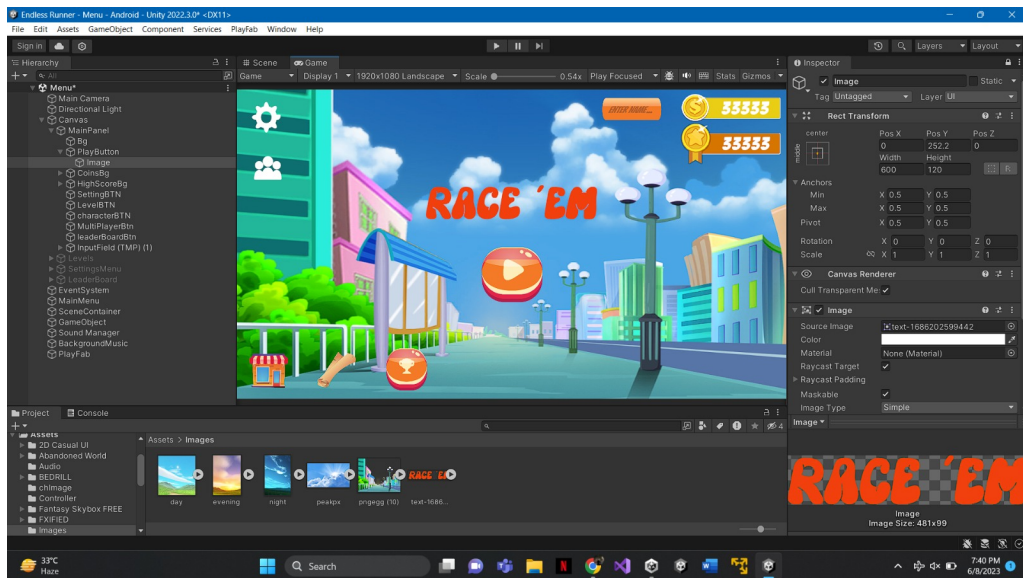 Endless Runner - Menu - Android - Unity 2022.3.0* <DX11>
File Edit Assets GameObject Component Services PlayFab Window Help
Sign in
Layers Layout
Hierarchy
All
Menu*
Main Camera
Directional Light
Canvas
MainPanel
Bg
PlayButton
Image
CoinsBg
HighScoreBg
SettingBTN
LevelBTN
characterBTN
MultiPlayerBtn
leaderBoardBtn
InputField (TMP) (1)
Levels
SettingsMenu
LeaderBoard
EventSystem
MainMenu
SceneContainer
GameObject
Sound Manager
BackgroundMusic
PlayFab
Scene Game
Game Display 1 1920x1080 Landscape Scale 0.54x Play Focused Stats Gizmos
ENTER NAME...
33333
33333
RACE 'EM
Inspector
Image Static
Tag Untagged Layer UI
Rect Transform
center Pos X Pos Y Pos Z
middle 0 252.2 0
Width Height
600 120
R
Anchors
Min X 0.5 Y 0.5
Max X 0.5 Y 0.5
Pivot X 0.5 Y 0.5
Rotation X 0 Y 0 Z 0
Scale X 1 Y 1 Z 1
Canvas Renderer
Cull Transparent Me
Image
Source Image text-1686202599442
Color
Material None (Material)
Raycast Target
Raycast Padding
Maskable
Image Type Simple
Image
RACE 'EM
Image
Image Size: 481x99
Project Console
4
Assets
2D Casual UI
Abandoned World
Audio
BEDRILL
chImage
Controller
Fantasy Skybox FREE
FXIFIED
Images
Assets > Images
RACE 'EM
day evening night peakpx pngegg (10) text-1686...
33°C
Haze
Search
7:40 PM
6/8/2023
1